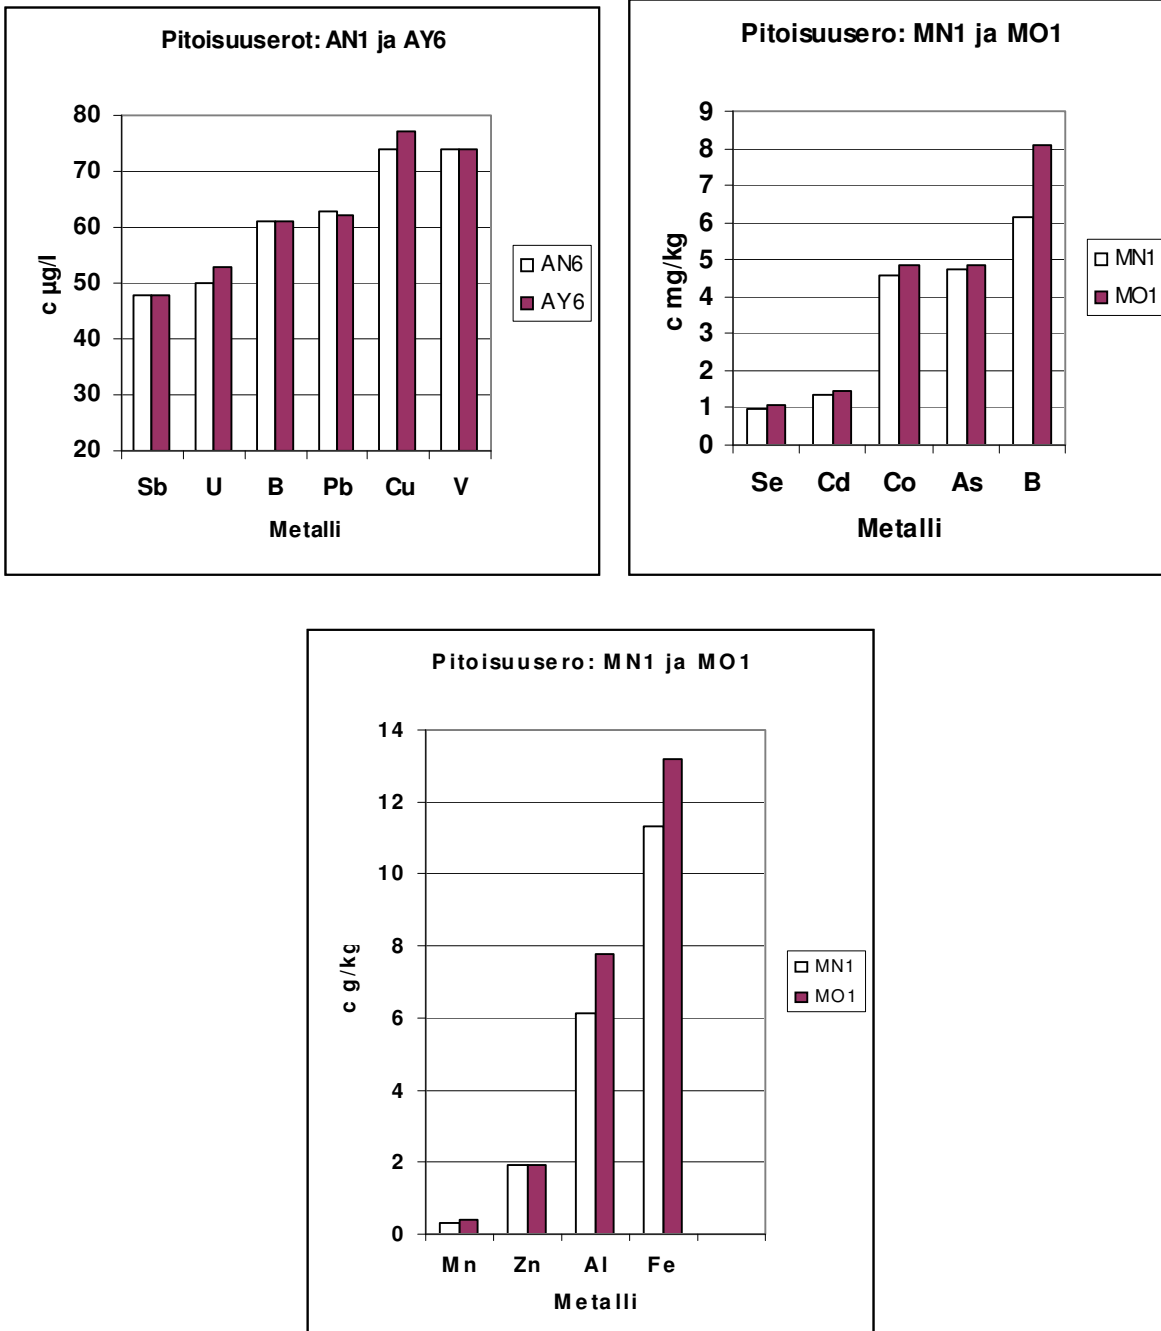 Pitoisuuserot: AN1 ja AY6
80
70
60
50
40
30
20
c µg/l
Sb U B Pb Cu V
Metalli
AN6
AY6
Pitoisuusero: MN1 ja MO1
9
8
7
6
5
4
3
2
1
0
c mg/kg
Se Cd Co As B
Metalli
MN1
MO1
Pitoisuusero: MN1 ja MO1
14
12
10
8
6
4
2
0
c g/kg
Mn Zn Al Fe
Metalli
MN1
MO1